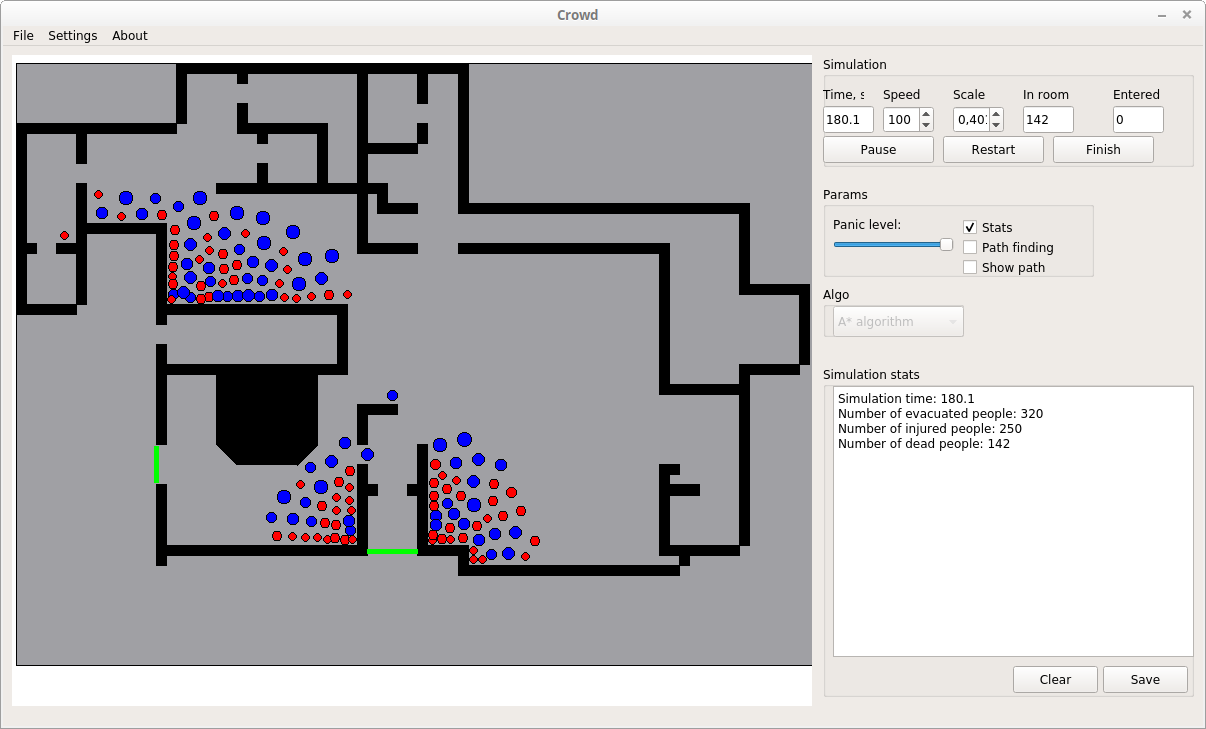 Crowd
File Settings About
Simulation
Time, s Speed Scale In room Entered
180.1 100 0,401 142 0
Pause Restart Finish
Params
Panic level:
Stats
Path finding
Show path
Algo
A* algorithm
Simulation stats
Simulation time: 180.1
Number of evacuated people: 320
Number of injured people: 250
Number of dead people: 142
Clear Save